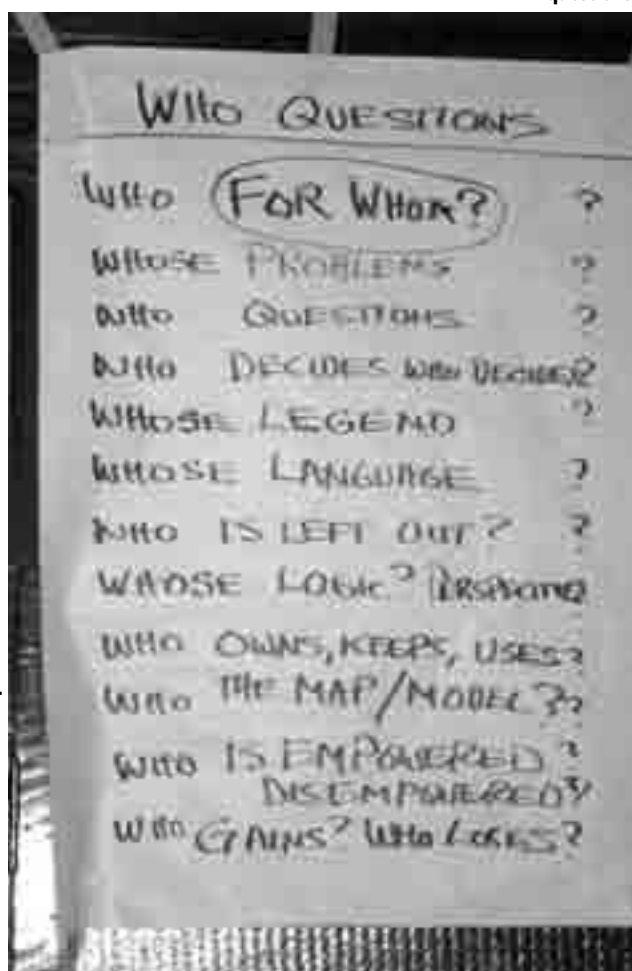 WHO QUESTIONS
WHO FOR WHOM? ?
WHOSE PROBLEMS ?
WHO QUESTIONS ?
WHO DECIDES WHO DECIDES?
WHOSE LEGEND ?
WHOSE LANGUAGE ?
WHO IS LEFT OUT? ?
WHOSE LOGIC?
WHO OWNS, KEEPS, USES?
WHO THE MAP/MODEL??
WHO IS EMPOWERED ?
DISEMPOWERED?
WHO GAINS? WHO LOSES?